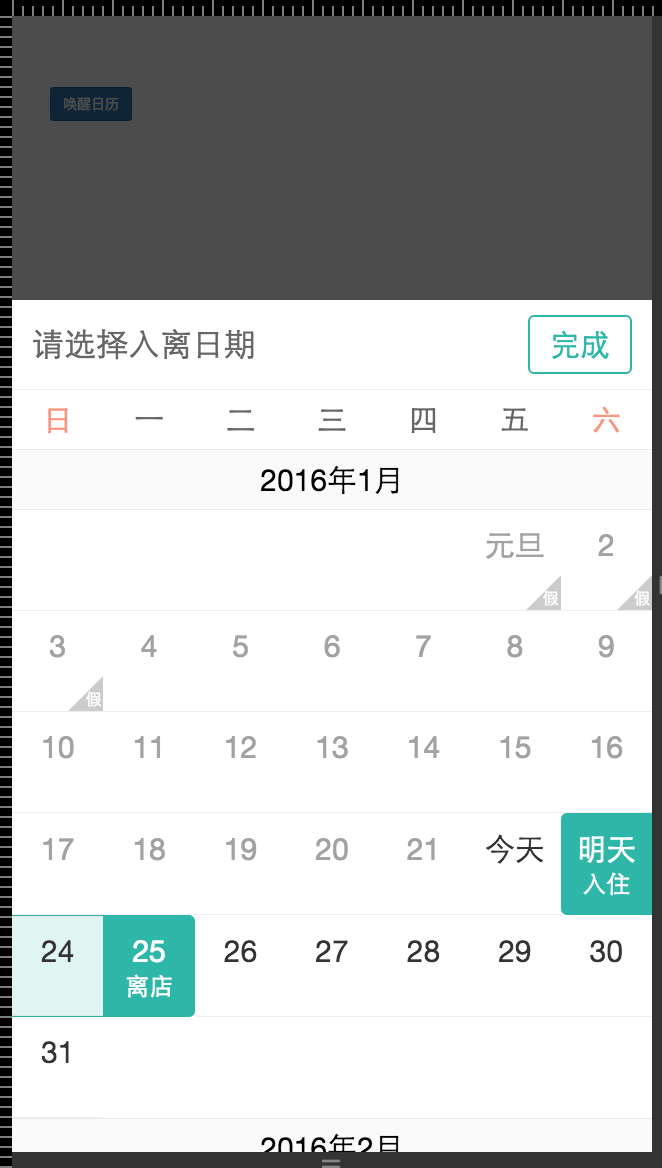 唤醒日历
请选择入离日期 完成
日 一 二 三 四 五 六
2016年1月
元旦 2
假 假
3 4 5 6 7 8 9
假
10 11 12 13 14 15 16
17 18 19 20 21 今天 明天
入住
24 25 26 27 28 29 30
离店
31
2016年2月